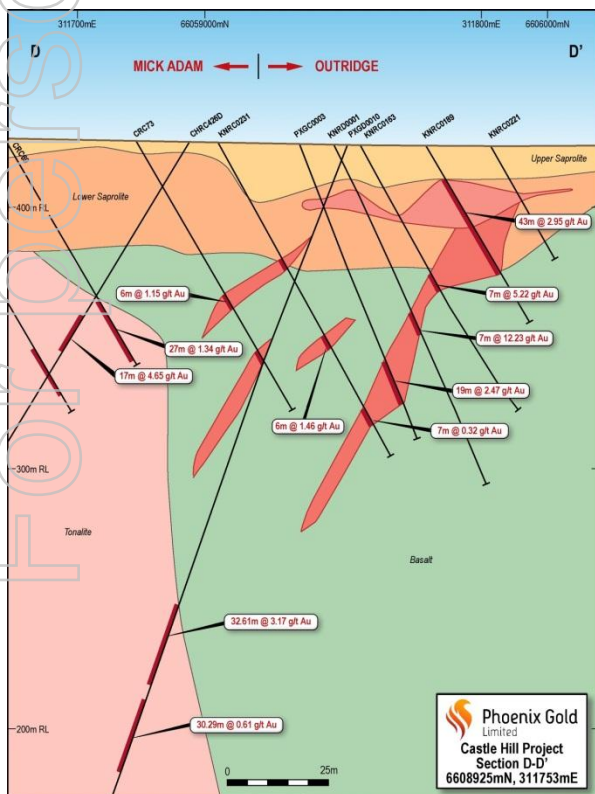 311700mE
66059000mN
311800mE
6606000mN
D
D'
MICK ADAM
OUTRIDGE
CRC73
CHRC426D
KNRC0231
PXGC0003
KNRD0001
PXGD0010
KNRC0163
KNRC0189
KNRC0221
Upper Saprolite
Lower Saprolite
400m RL
43m @ 2.95 g/t Au
6m @ 1.15 g/t Au
7m @ 5.22 g/t Au
27m @ 1.34 g/t Au
7m @ 12.23 g/t Au
17m @ 4.65 g/t Au
19m @ 2.47 g/t Au
6m @ 1.46 g/t Au
7m @ 0.32 g/t Au
300m RL
Tonalite
Basalt
32.61m @ 3.17 g/t Au
30.29m @ 0.61 g/t Au
200m RL
0
25m
Phoenix Gold
Limited
Castle Hill Project
Section D-D'
6608925mN, 311753mE
For perso